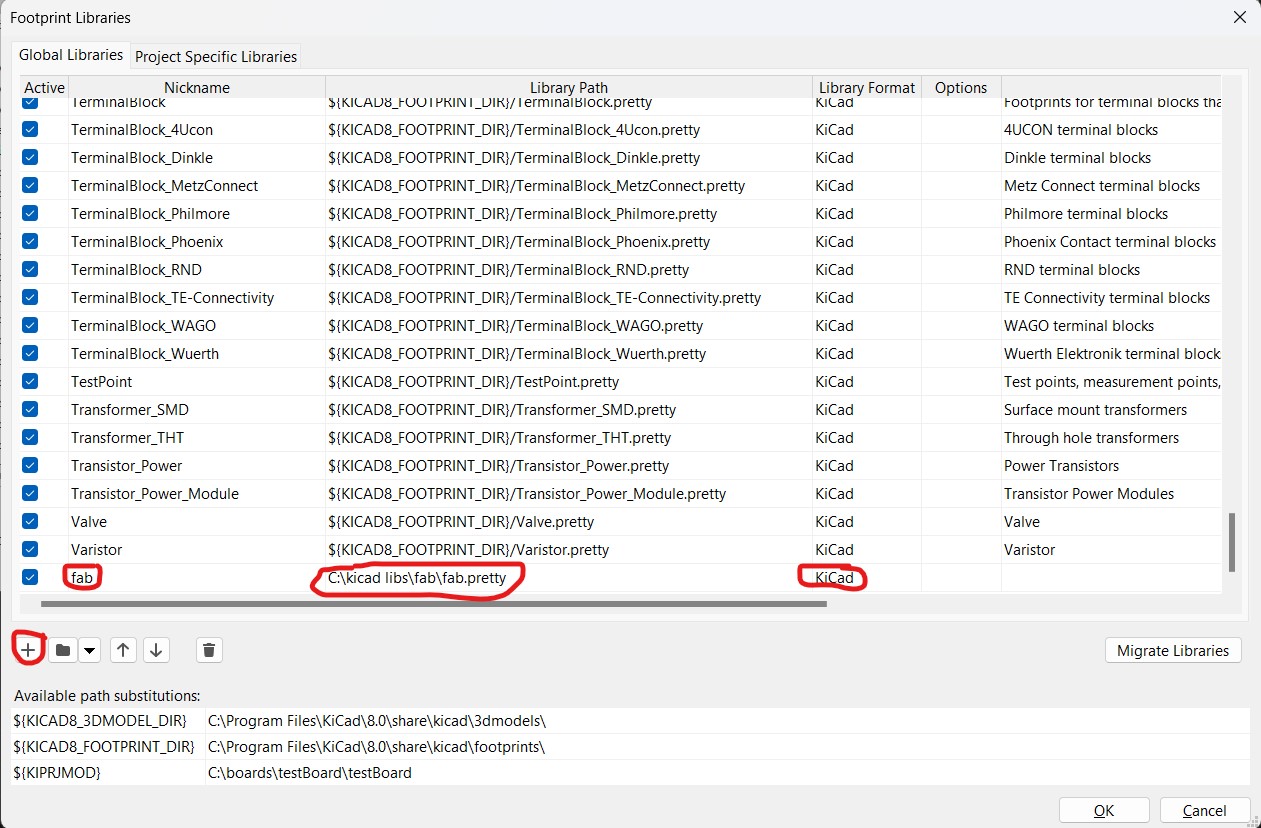 Footprint Libraries
Global Libraries Project Specific Libraries
Active Nickname Library Path Library Format Options
TerminalBlock ${KICAD8_FOOTPRINT_DIR}/TerminalBlock.pretty KiCad Footprints for terminal blocks tha
TerminalBlock_4Ucon ${KICAD8_FOOTPRINT_DIR}/TerminalBlock_4Ucon.pretty KiCad 4UCON terminal blocks
TerminalBlock_Dinkle ${KICAD8_FOOTPRINT_DIR}/TerminalBlock_Dinkle.pretty KiCad Dinkle terminal blocks
TerminalBlock_MetzConnect ${KICAD8_FOOTPRINT_DIR}/TerminalBlock_MetzConnect.pretty KiCad Metz Connect terminal blocks
TerminalBlock_Philmore ${KICAD8_FOOTPRINT_DIR}/TerminalBlock_Philmore.pretty KiCad Philmore terminal blocks
TerminalBlock_Phoenix ${KICAD8_FOOTPRINT_DIR}/TerminalBlock_Phoenix.pretty KiCad Phoenix Contact terminal blocks
TerminalBlock_RND ${KICAD8_FOOTPRINT_DIR}/TerminalBlock_RND.pretty KiCad RND terminal blocks
TerminalBlock_TE-Connectivity ${KICAD8_FOOTPRINT_DIR}/TerminalBlock_TE-Connectivity.pretty KiCad TE Connectivity terminal blocks
TerminalBlock_WAGO ${KICAD8_FOOTPRINT_DIR}/TerminalBlock_WAGO.pretty KiCad WAGO terminal blocks
TerminalBlock_Wuerth ${KICAD8_FOOTPRINT_DIR}/TerminalBlock_Wuerth.pretty KiCad Wuerth Elektronik terminal block
TestPoint ${KICAD8_FOOTPRINT_DIR}/TestPoint.pretty KiCad Test points, measurement points,
Transformer_SMD ${KICAD8_FOOTPRINT_DIR}/Transformer_SMD.pretty KiCad Surface mount transformers
Transformer_THT ${KICAD8_FOOTPRINT_DIR}/Transformer_THT.pretty KiCad Through hole transformers
Transistor_Power ${KICAD8_FOOTPRINT_DIR}/Transistor_Power.pretty KiCad Power Transistors
Transistor_Power_Module ${KICAD8_FOOTPRINT_DIR}/Transistor_Power_Module.pretty KiCad Transistor Power Modules
Valve ${KICAD8_FOOTPRINT_DIR}/Valve.pretty KiCad Valve
Varistor ${KICAD8_FOOTPRINT_DIR}/Varistor.pretty KiCad Varistor
fab C:\kicad libs\fab\fab.pretty KiCad
Migrate Libraries
Available path substitutions:
${KICAD8_3DMODEL_DIR} C:\Program Files\KiCad\8.0\share\kicad\3dmodels\
${KICAD8_FOOTPRINT_DIR} C:\Program Files\KiCad\8.0\share\kicad\footprints\
${KIPRJMOD} C:\boards\testBoard\testBoard
OK Cancel